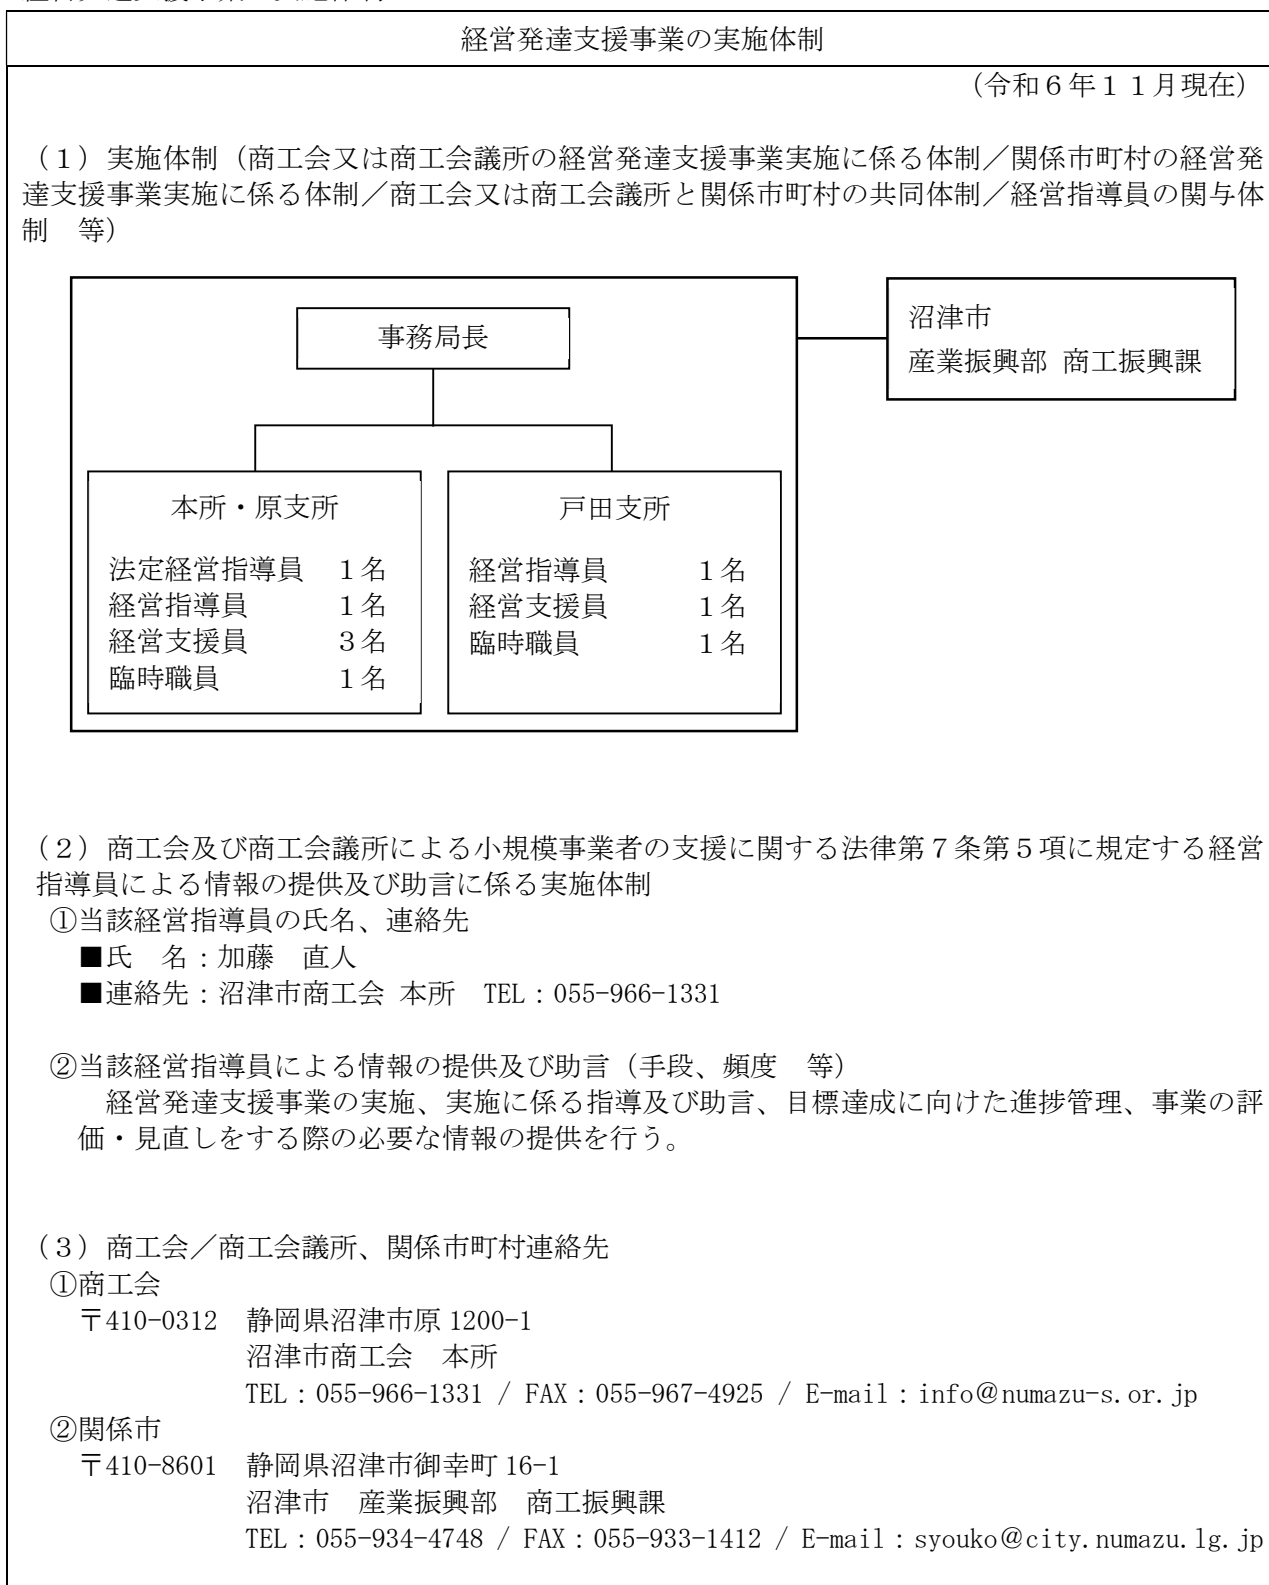 経営発達支援事業の実施体制
（令和６年１１月現在）
（１）実施体制（商工会又は商工会議所の経営発達支援事業実施に係る体制／関係市町村の経営発
達支援事業実施に係る体制／商工会又は商工会議所と関係市町村の共同体制／経営指導員の関与体
制　等）
事務局長
沼津市
産業振興部 商工振興課
本所・原支所
法定経営指導員　１名
経営指導員　１名
経営支援員　３名
臨時職員　１名
戸田支所
経営指導員　１名
経営支援員　１名
臨時職員　１名
（２）商工会及び商工会議所による小規模事業者の支援に関する法律第７条第５項に規定する経営
指導員による情報の提供及び助言に係る実施体制
①当該経営指導員の氏名、連絡先
■氏　名：加藤　直人
■連絡先：沼津市商工会 本所　TEL：055-966-1331
②当該経営指導員による情報の提供及び助言（手段、頻度　等）
経営発達支援事業の実施、実施に係る指導及び助言、目標達成に向けた進捗管理、事業の評
価・見直しをする際の必要な情報の提供を行う。
（３）商工会／商工会議所、関係市町村連絡先
①商工会
〒410-0312　静岡県沼津市原 1200-1
沼津市商工会　本所
TEL：055-966-1331 / FAX：055-967-4925 / E-mail：info@numazu-s.or.jp
②関係市
〒410-8601　静岡県沼津市御幸町 16-1
沼津市　産業振興部　商工振興課
TEL：055-934-4748 / FAX：055-933-1412 / E-mail：syouko@city.numazu.lg.jp